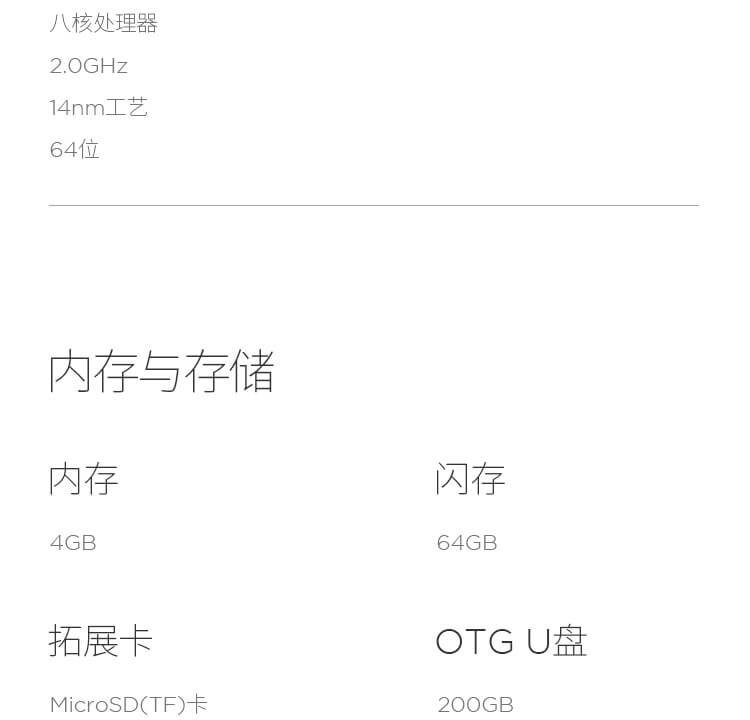 八核处理器
2.0GHz
14nm工艺
64位
内存与存储
内存
闪存
4GB
64GB
拓展卡
OTG U盘
MicroSD(TF)卡
200GB